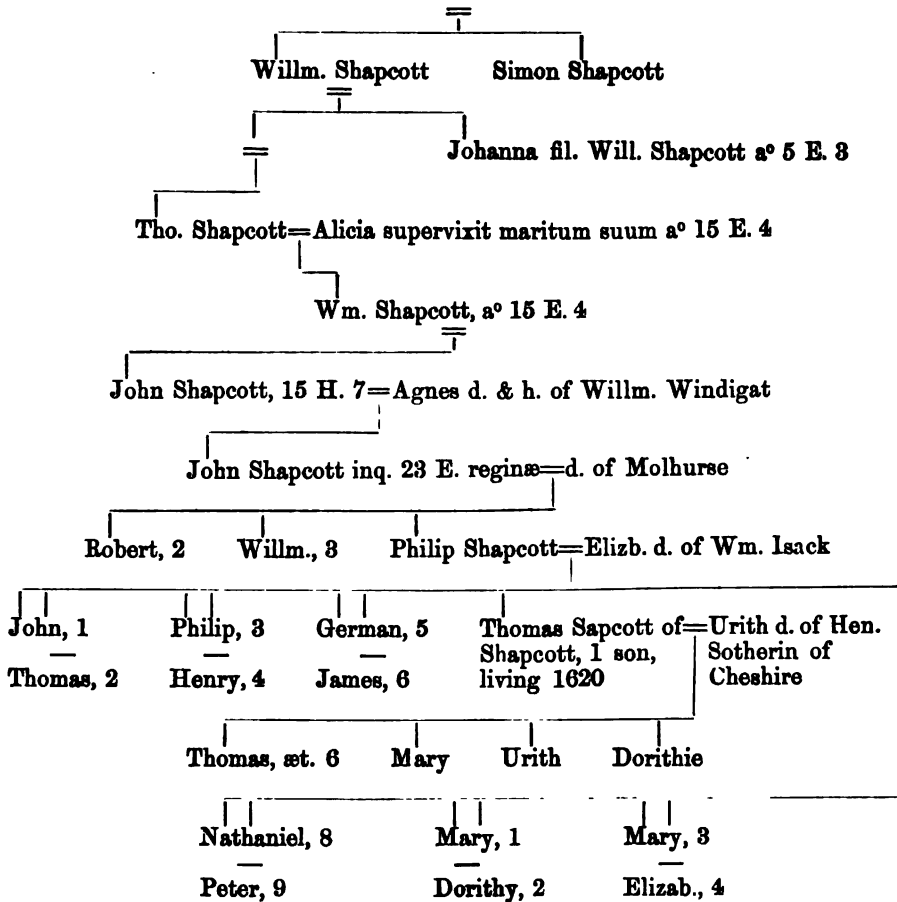 Willm. Shapcott Simon Shapcott
Johanna fil. Will. Shapcott aº 5 E. 3
Tho. Shapcott=Alicia supervixit maritum suum aº 15 E. 4
Wm. Shapcott, aº 15 E. 4
John Shapcott, 15 H. 7=Agnes d. & h. of Willm. Windigat
John Shapcott inq. 23 E. reginæ=d. of Molhurse
Robert, 2 Willm., 3 Philip Shapcott=Elizb. d. of Wm. Isack
John, 1 Philip, 3 German, 5 Thomas Sapcott of=Urith d. of Hen.
Shapcott, 1 son, Sotherin of
Thomas, 2 Henry, 4 James, 6 living 1620 Cheshire
Thomas, æt. 6 Mary Urith Dorithie
Nathaniel, 8 Mary, 1 Mary, 3
Peter, 9 Dorithy, 2 Elizab., 4